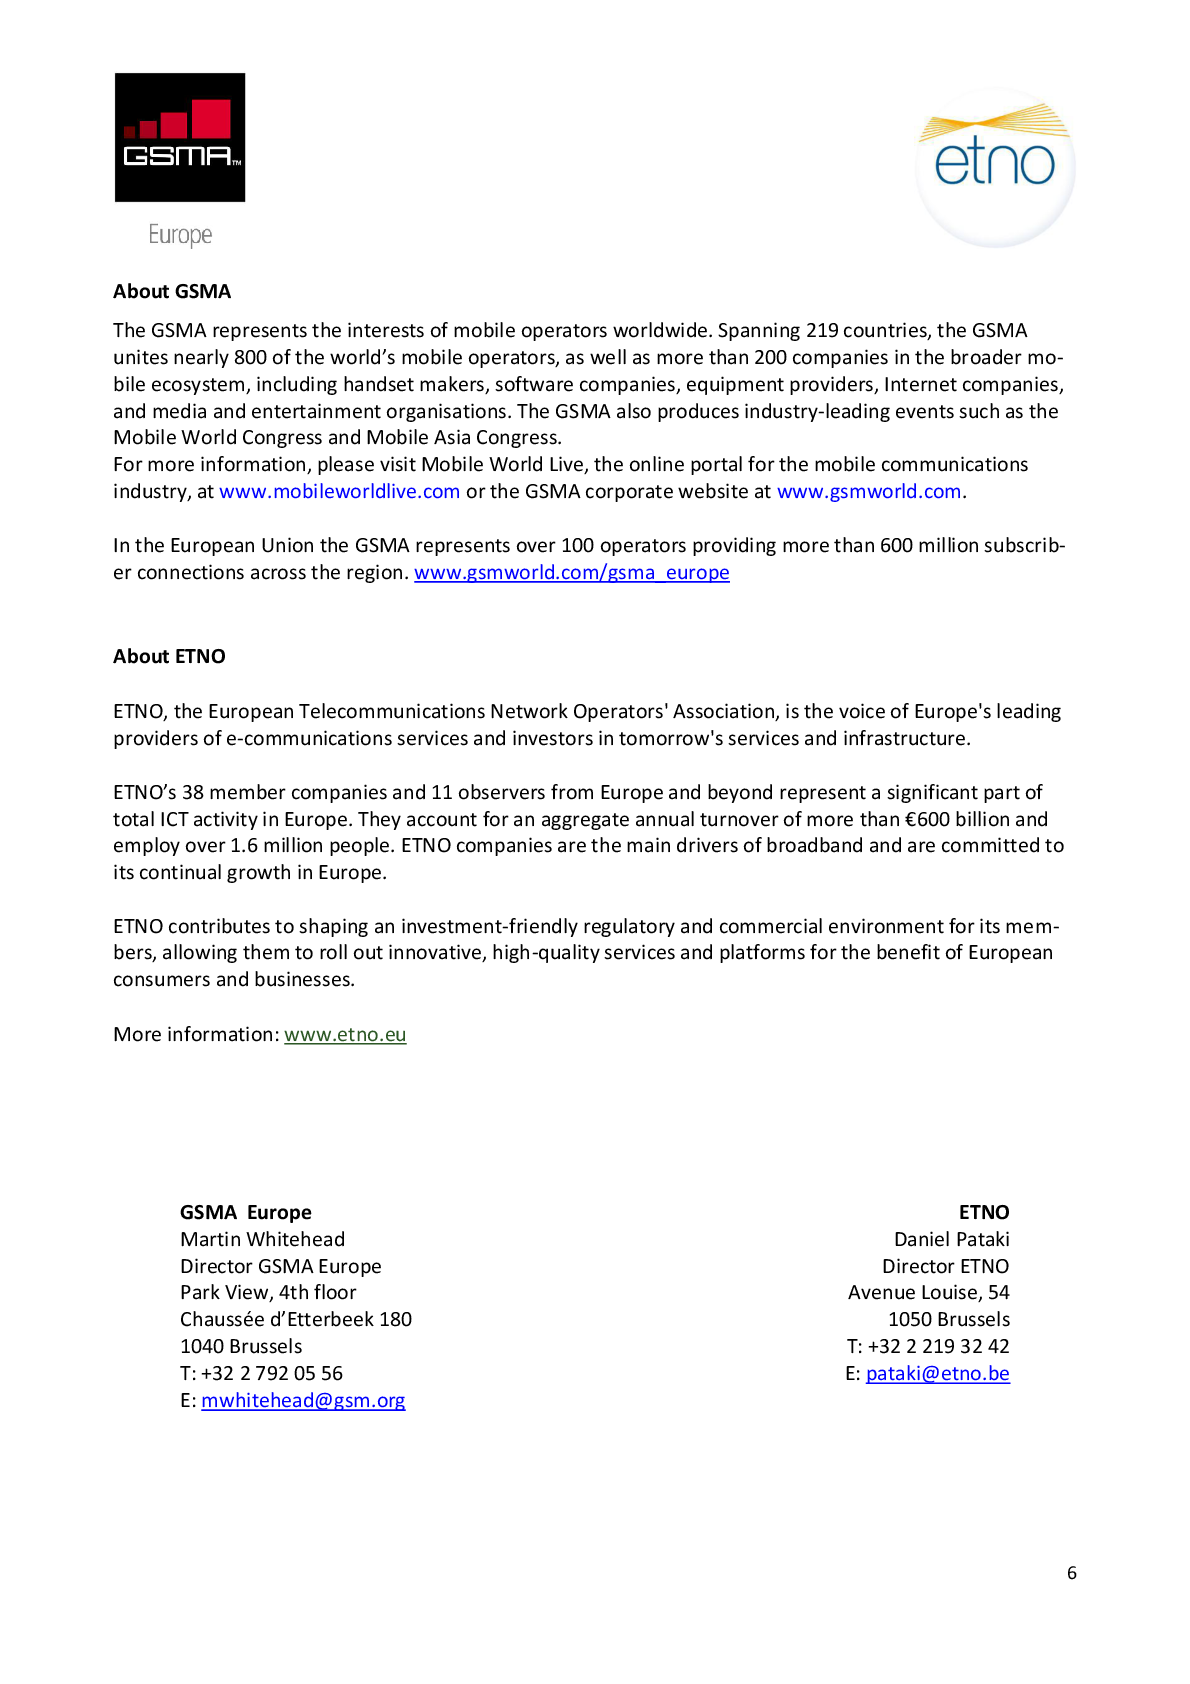 GSMA™
Europe
etno
About GSMA
The GSMA represents the interests of mobile operators worldwide. Spanning 219 countries, the GSMA
unites nearly 800 of the world’s mobile operators, as well as more than 200 companies in the broader mo-
bile ecosystem, including handset makers, software companies, equipment providers, Internet companies,
and media and entertainment organisations. The GSMA also produces industry-leading events such as the
Mobile World Congress and Mobile Asia Congress.
For more information, please visit Mobile World Live, the online portal for the mobile communications
industry, at www.mobileworldlive.com or the GSMA corporate website at www.gsmworld.com.
In the European Union the GSMA represents over 100 operators providing more than 600 million subscrib-
er connections across the region. www.gsmworld.com/gsma_europe
About ETNO
ETNO, the European Telecommunications Network Operators' Association, is the voice of Europe's leading
providers of e-communications services and investors in tomorrow's services and infrastructure.
ETNO’s 38 member companies and 11 observers from Europe and beyond represent a significant part of
total ICT activity in Europe. They account for an aggregate annual turnover of more than €600 billion and
employ over 1.6 million people. ETNO companies are the main drivers of broadband and are committed to
its continual growth in Europe.
ETNO contributes to shaping an investment-friendly regulatory and commercial environment for its mem-
bers, allowing them to roll out innovative, high-quality services and platforms for the benefit of European
consumers and businesses.
More information: www.etno.eu
GSMA  Europe
Martin Whitehead
Director GSMA Europe
Park View, 4th floor
Chaussée d’Etterbeek 180
1040 Brussels
T: +32 2 792 05 56
E: mwhitehead@gsm.org
ETNO
Daniel Pataki
Director ETNO
Avenue Louise, 54
1050 Brussels
T: +32 2 219 32 42
E: pataki@etno.be
6